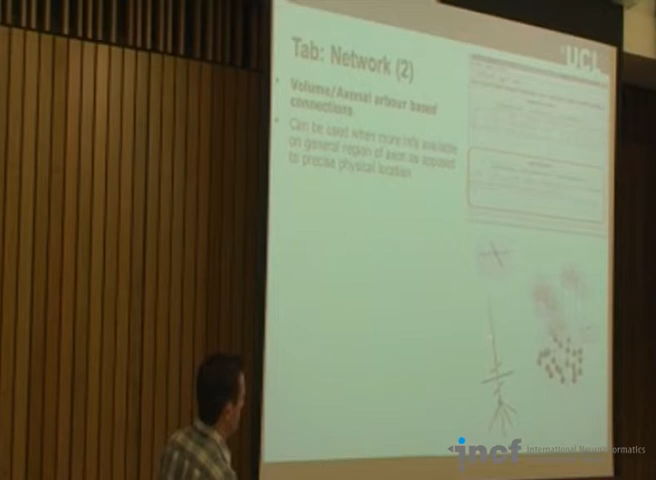 UCL
Tab: Network (2)
Volume/Axonal arbour based
connections
Can be used when more info available
on general region of axon as opposed
to precise physical location
incf International Neuroinformatics